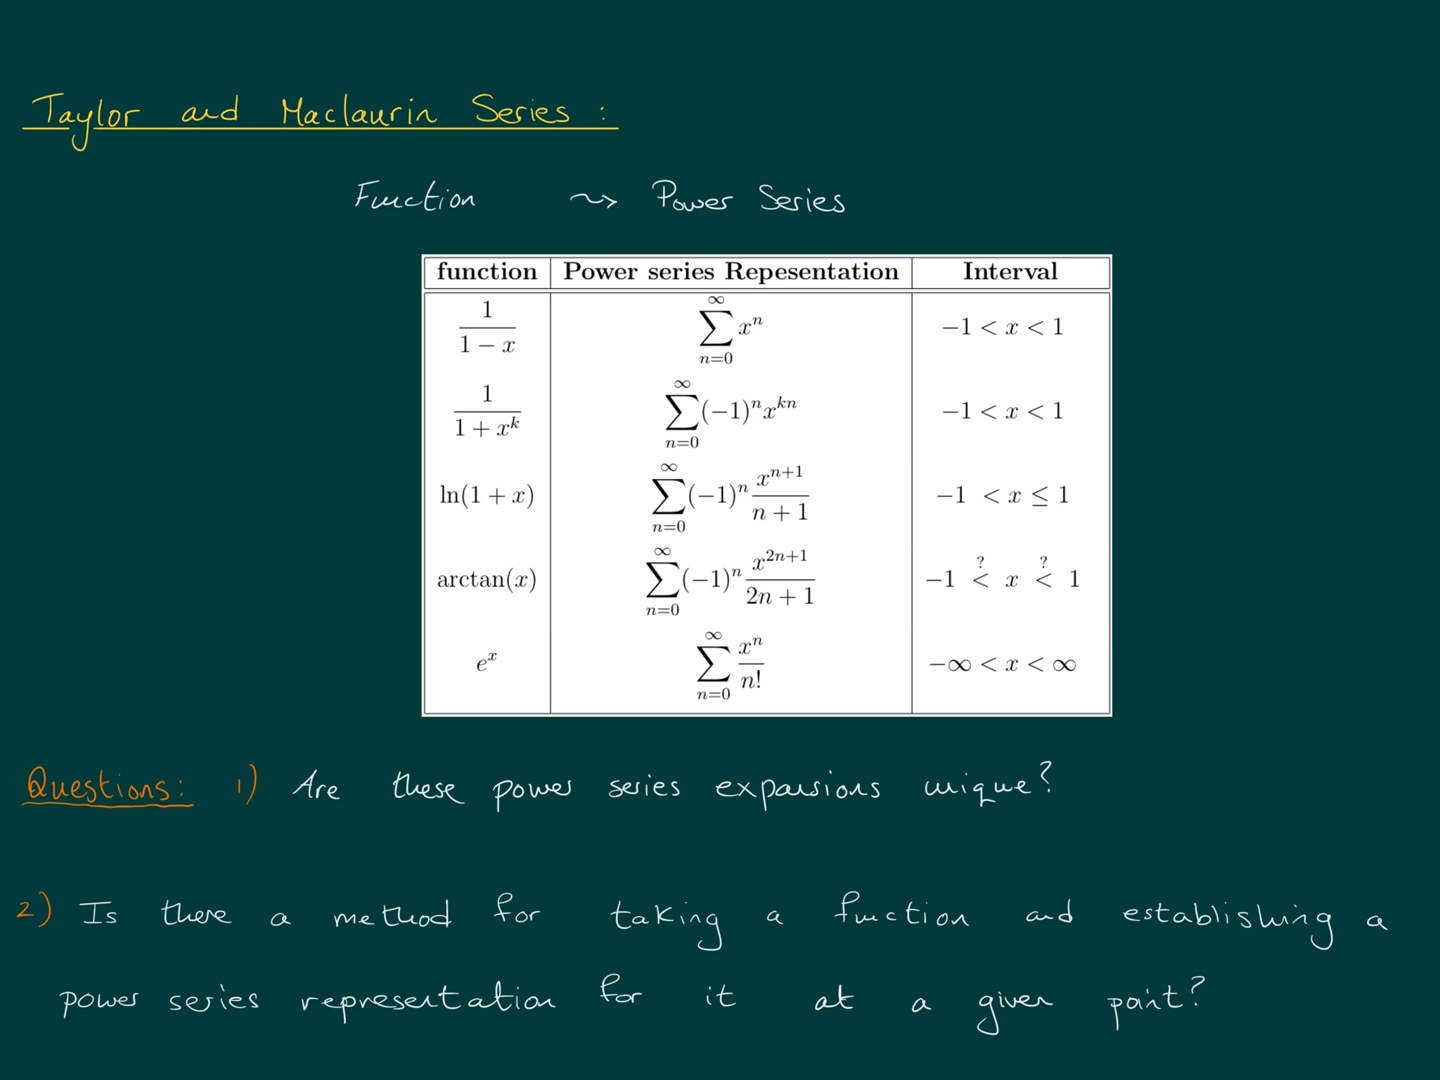 Taylor and Maclaurin Series :
Function ⇝ Power Series
function | Power series Repesentation | Interval
1/(1 − x) | ∑_{n=0}^{∞} x^n | −1 < x < 1
1/(1 + x^k) | ∑_{n=0}^{∞} (−1)^n x^{kn} | −1 < x < 1
ln(1 + x) | ∑_{n=0}^{∞} (−1)^n x^{n+1}/(n + 1) | −1 < x ≤ 1
arctan(x) | ∑_{n=0}^{∞} (−1)^n x^{2n+1}/(2n + 1) | −1 <^? x <^? 1
e^x | ∑_{n=0}^{∞} x^n/n! | −∞ < x < ∞
Questions: 1) Are these power series expansions unique?
2) Is there a method for taking a function and establishing a
power series representation for it at a given point?